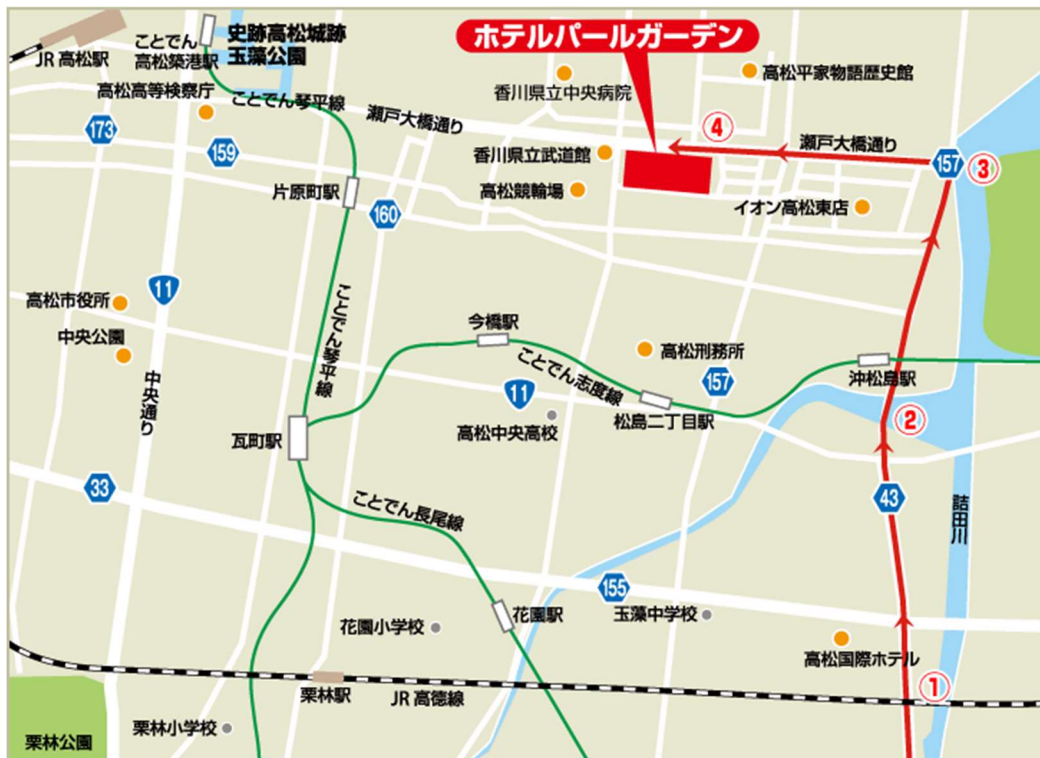 ホテルパールガーデン
史跡高松城跡
玉藻公園
JR 高松駅
ことでん
高松築港駅
高松高等検察庁
ことでん琴平線
瀬戸大橋通り
香川県立中央病院
高松平家物語歴史館
④
瀬戸大橋通り
173
159
香川県立武道館
157
③
片原町駅
160
高松競輪場
イオン高松東店
11
高松市役所
中央公園
ことでん琴平線
今橋駅
高松刑務所
ことでん志度線
157
沖松島駅
11
中央通り
高松中央高校
松島二丁目駅
②
瓦町駅
33
43
ことでん長尾線
詰田川
155
花園小学校
花園駅
玉藻中学校
高松国際ホテル
①
栗林駅
JR 高徳線
栗林小学校
栗林公園